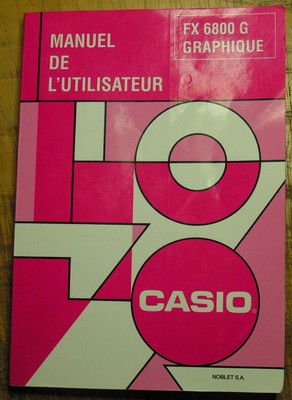 MANUEL
DE
L'UTILISATEUR
FX 6800 G
GRAPHIQUE
CASIO®
NOBLET S.A.